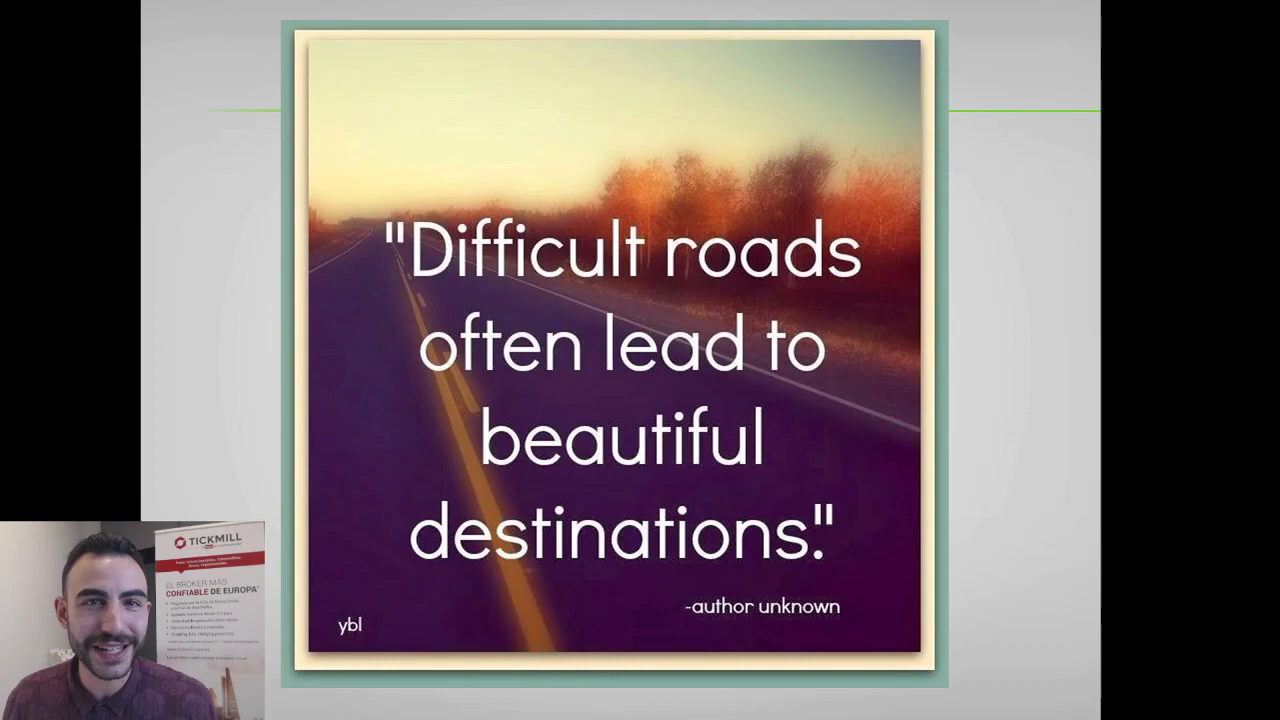 "Difficult roads
often lead to
beautiful
destinations."
-author unknown
ybl
TICKMILL
EL BROKER MÁS
CONFIABLE DE EUROPA*